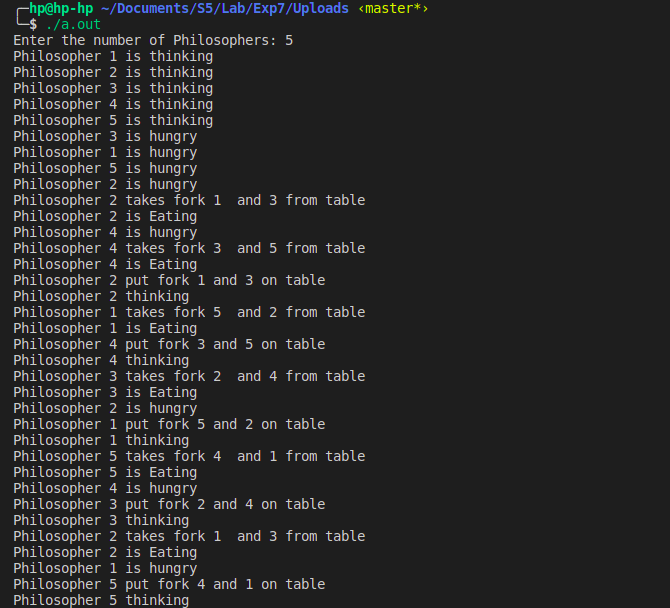 ╭─hp@hp-hp ~/Documents/S5/Lab/Exp7/Uploads ‹master*›
╰─$ ./a.out
Enter the number of Philosophers: 5
Philosopher 1 is thinking
Philosopher 2 is thinking
Philosopher 3 is thinking
Philosopher 4 is thinking
Philosopher 5 is thinking
Philosopher 3 is hungry
Philosopher 1 is hungry
Philosopher 5 is hungry
Philosopher 2 is hungry
Philosopher 2 takes fork 1  and 3 from table
Philosopher 2 is Eating
Philosopher 4 is hungry
Philosopher 4 takes fork 3  and 5 from table
Philosopher 4 is Eating
Philosopher 2 put fork 1 and 3 on table
Philosopher 2 thinking
Philosopher 1 takes fork 5  and 2 from table
Philosopher 1 is Eating
Philosopher 4 put fork 3 and 5 on table
Philosopher 4 thinking
Philosopher 3 takes fork 2  and 4 from table
Philosopher 3 is Eating
Philosopher 2 is hungry
Philosopher 1 put fork 5 and 2 on table
Philosopher 1 thinking
Philosopher 5 takes fork 4  and 1 from table
Philosopher 5 is Eating
Philosopher 4 is hungry
Philosopher 3 put fork 2 and 4 on table
Philosopher 3 thinking
Philosopher 2 takes fork 1  and 3 from table
Philosopher 2 is Eating
Philosopher 1 is hungry
Philosopher 5 put fork 4 and 1 on table
Philosopher 5 thinking